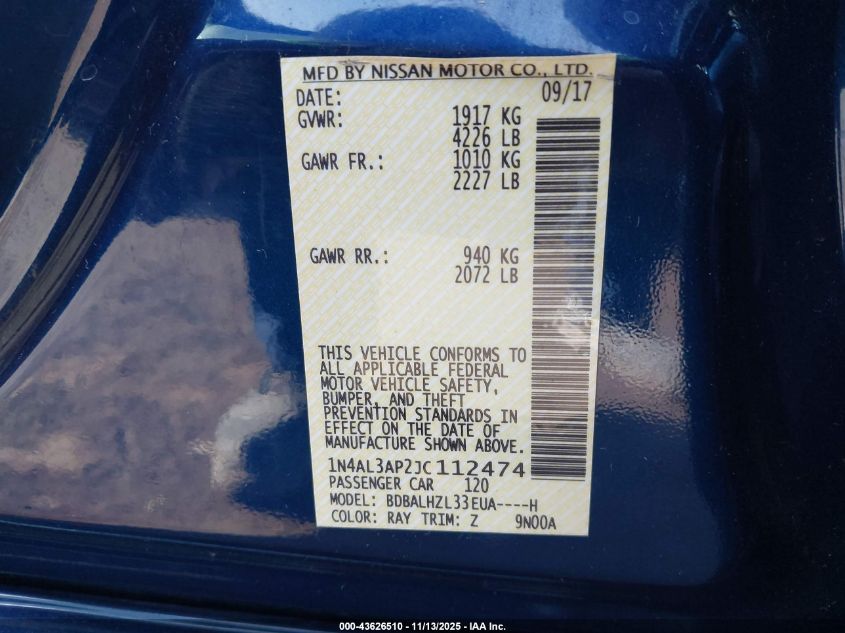 MFD BY NISSAN MOTOR CO., LTD.
DATE: 09/17
GVWR: 1917 KG
4226 LB
GAWR FR.: 1010 KG
2227 LB
GAWR RR.: 940 KG
2072 LB
THIS VEHICLE CONFORMS TO
ALL APPLICABLE FEDERAL
MOTOR VEHICLE SAFETY,
BUMPER, AND THEFT
PREVENTION STANDARDS IN
EFFECT ON THE DATE OF
MANUFACTURE SHOWN ABOVE.
1N4AL3AP2JC112474
PASSENGER CAR 120
MODEL: BDBALHZL33EUA----H
COLOR: RAY TRIM: Z 9N00A
000-43626510 | 11/13/2025 - IAA Inc.